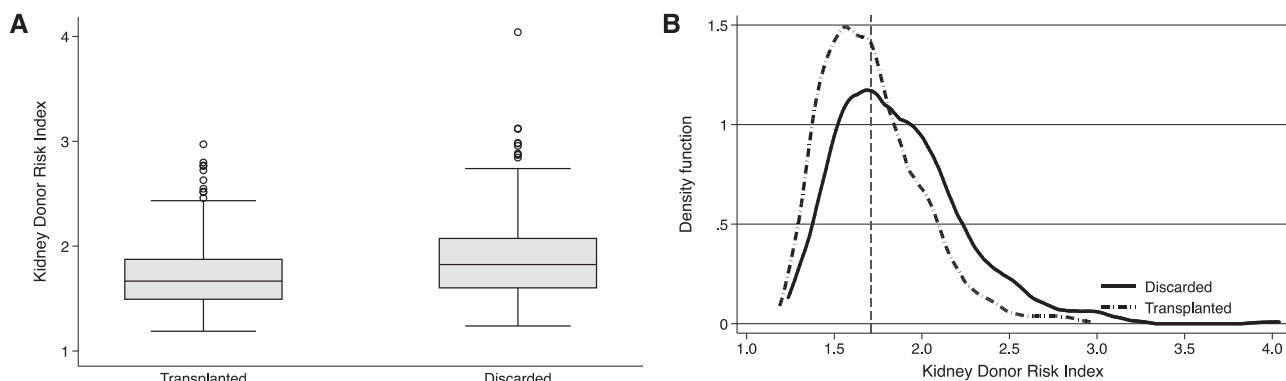 A
Kidney Donor Risk Index
4
3
2
1
Transplanted
Discarded
B
Density function
1.5
1
.5
0
Discarded
Transplanted
1.0
1.5
2.0
2.5
3.0
3.5
4.0
Kidney Donor Risk Index